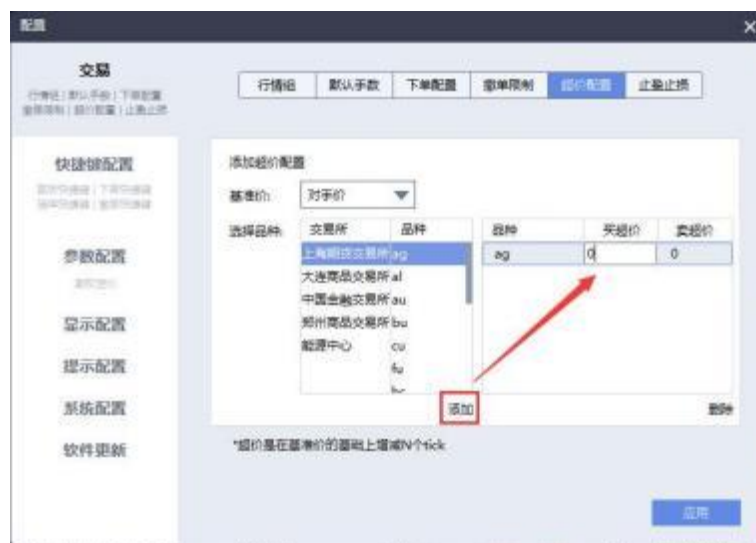 配置
交易
行情链 | 默认手数 | 下单配置
撤单限制 | 超价配置 | 止盈止损
快捷键配置
参数配置
显示配置
提示配置
系统配置
软件更新
行情链 默认手数 下单配置 撤单限制 超价配置 止盈止损
添加超价配置
基准价: 对手价
选择品种: 交易所 品种 品种 买超价 卖超价
上海期货交易所 ag ag 0 0
大连商品交易所 al
中国金融交易所 au
郑州商品交易所 bu
能源中心 cu
fu
hc
添加 删除
*超价是在基准价的基础上增减N个tick
应用